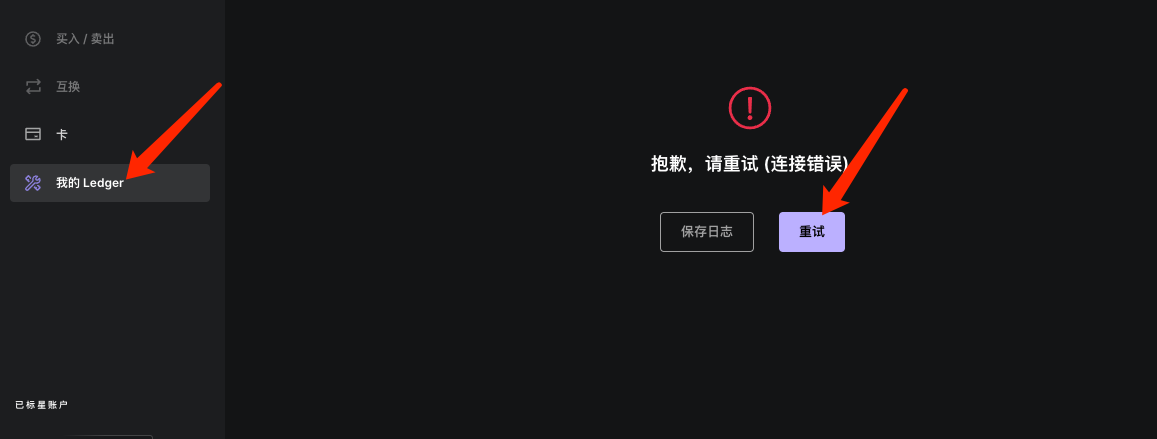 买入 / 卖出
互换
卡
我的 Ledger
已标星账户
抱歉，请重试 (连接错误)
保存日志
重试